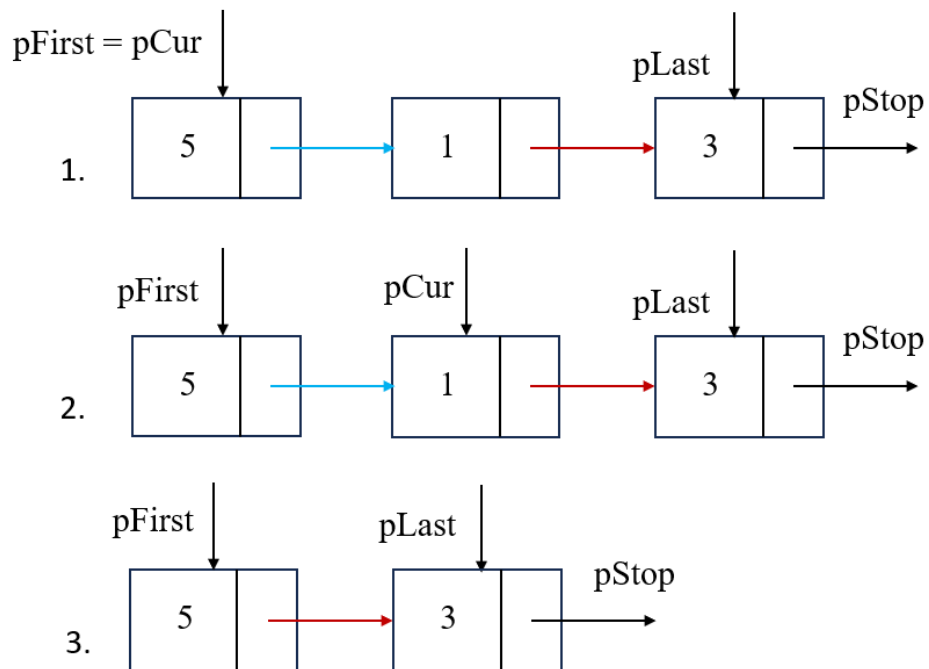 pFirst = pCur
pLast
pStop
1. 5 1 3
pFirst pCur pLast
pStop
2. 5 1 3
pFirst pLast
pStop
3. 5 3